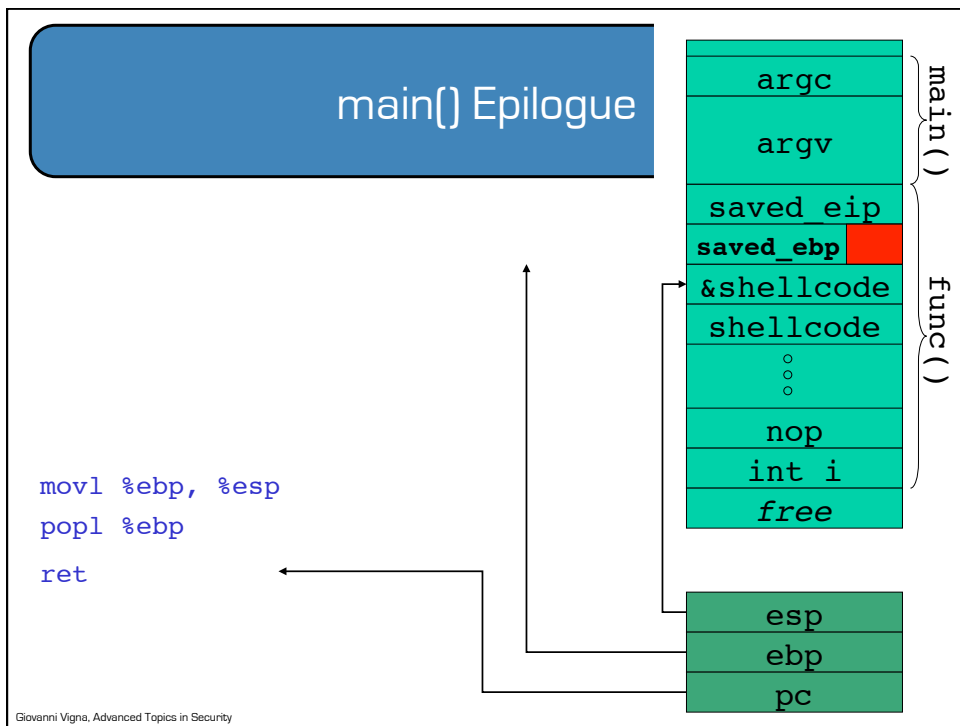 main() Epilogue
argc
argv
main()
saved_eip
saved_ebp
&shellcode
shellcode
nop
int i
free
func()
movl %ebp, %esp
popl %ebp
ret
esp
ebp
pc
Giovanni Vigna, Advanced Topics in Security